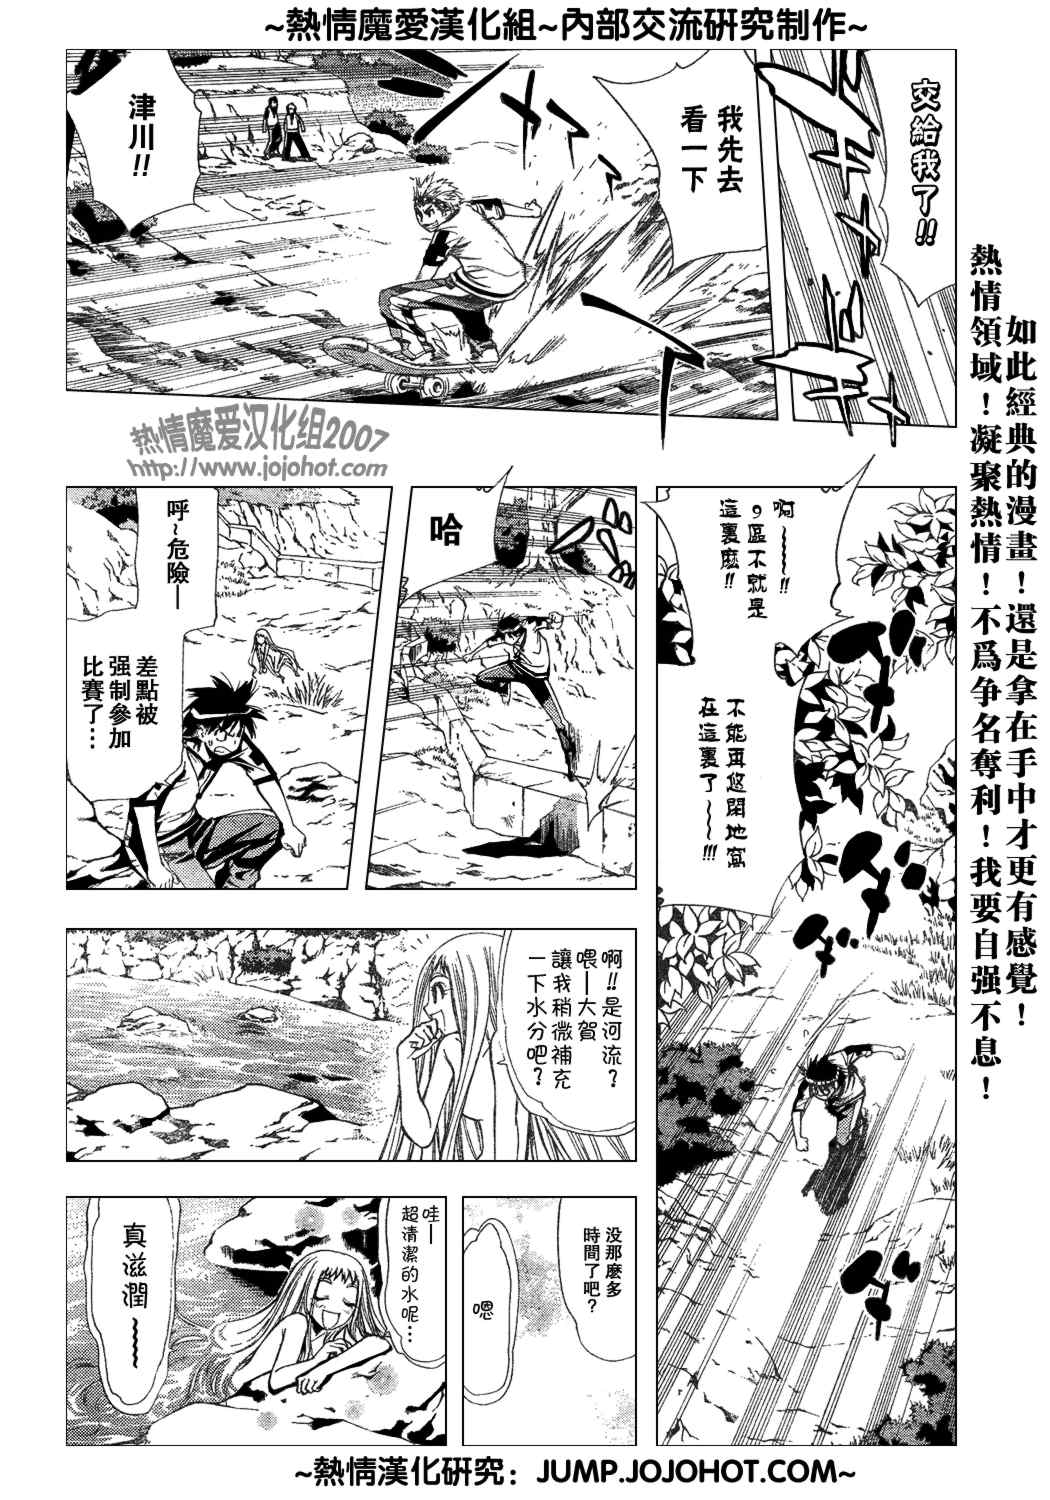 ~熱情魔愛漢化組~內部交流研究制作~
交給我了!!
我先去
看一下
津川!!
熱情魔爱汉化组2007
http://www.jojohot.com
如此經典的漫畫！還是拿在手中才更有感覺！
熱情領域！凝聚熱情！不爲争名奪利！我要自强不息！
啊~~~!!
9區不就是
這裏麽!!
不能再悠閑地窩
在這裏了~~~!!!
哈
呼~危險—
差點被
强制參加
比賽了…
啊!!是河流?
喂—大賀
讓我稍微補充
一下水分吧?
没那麽多
時間了吧?
嗯
哇—
超清潔的水呢…
真滋潤~~~
~熱情漢化研究：JUMP.JOJOHOT.COM~